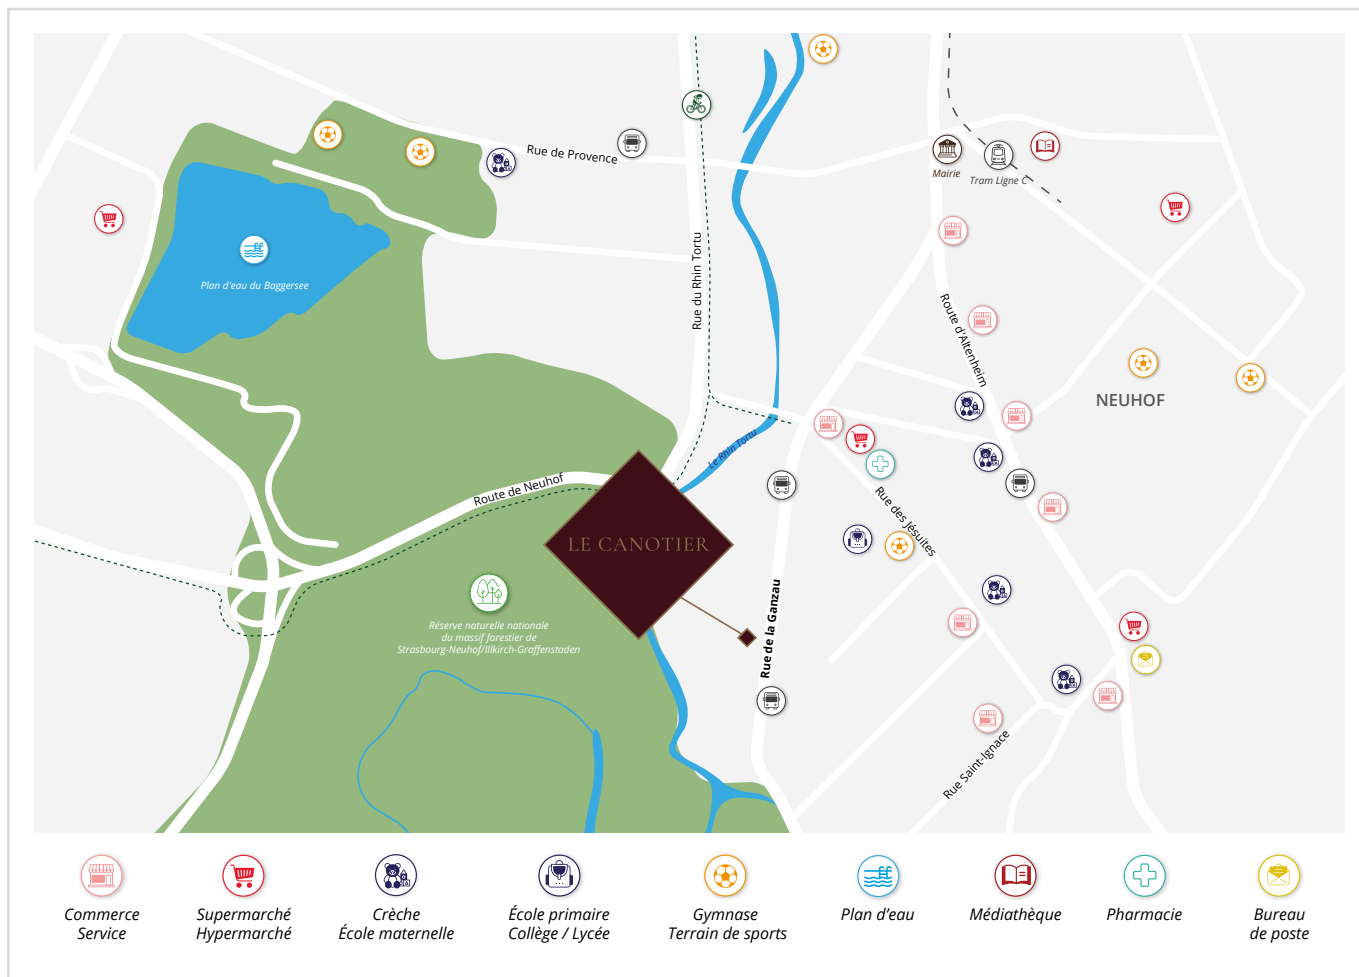 Rue de Provence
Mairie
Tram Ligne C
Plan d'eau du Baggersee
Rue du Rhin Tortu
Route d'Altenheim
NEUHOF
Le Rhin Tortu
Route de Neuhof
Rue des Jésuites
LE CANOTIER
Rue de la Ganzau
Réserve naturelle nationale
du massif forestier de
Strasbourg-Neuhof/Illkirch-Graffenstaden
Rue Saint-Ignace
Commerce
Service
Supermarché
Hypermarché
Crèche
École maternelle
École primaire
Collège / Lycée
Gymnase
Terrain de sports
Plan d’eau
Médiathèque
Pharmacie
Bureau
de poste